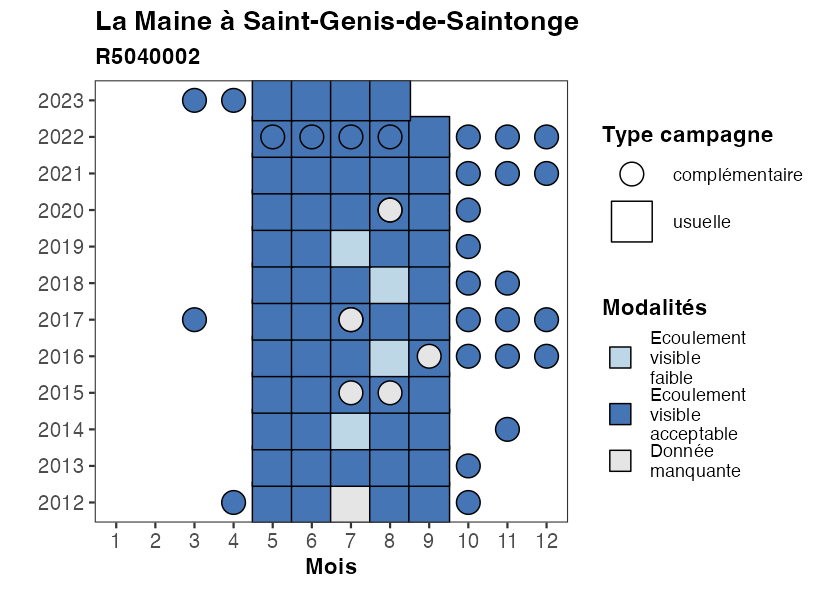 La Maine à Saint-Genis-de-Saintonge
R5040002
2023
2022
2021
2020
2019
2018
2017
2016
2015
2014
2013
2012
1 2 3 4 5 6 7 8 9 10 11 12
Mois
Type campagne
complémentaire
usuelle
Modalités
Ecoulement
visible
faible
Ecoulement
visible
acceptable
Donnée
manquante